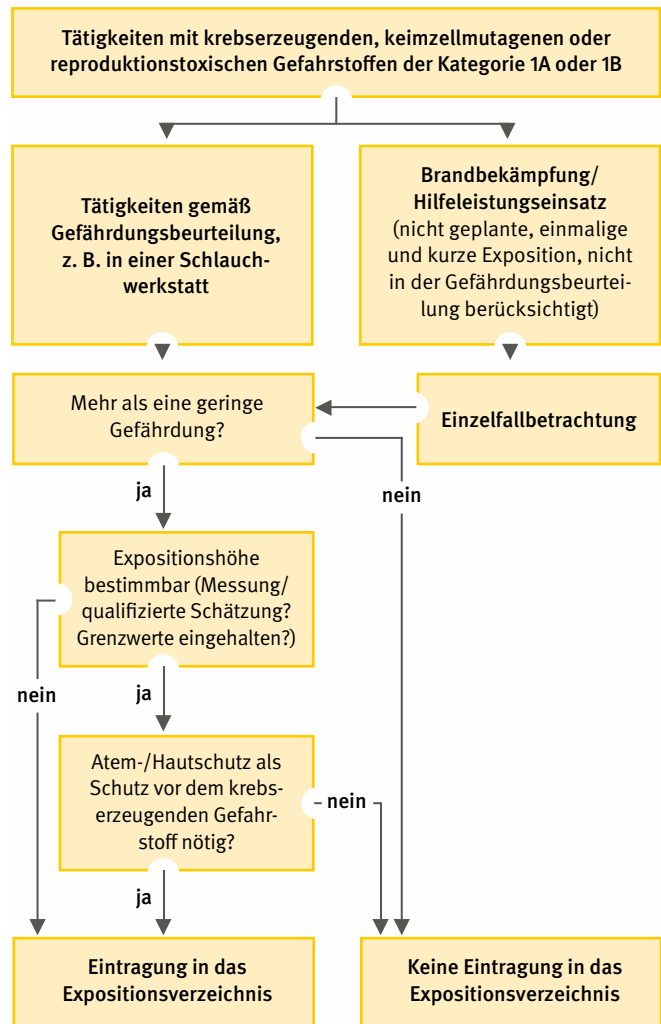 Tätigkeiten mit krebserzeugenden, keimzellmutagenen oder
reproduktionstoxischen Gefahrstoffen der Kategorie 1A oder 1B
Tätigkeiten gemäß
Gefährdungsbeurteilung,
z. B. in einer Schlauch-
werkstatt
Brandbekämpfung/
Hilfeleistungseinsatz
(nicht geplante, einmalige
und kurze Exposition, nicht
in der Gefährdungsbeurtei-
lung berücksichtigt)
Mehr als eine geringe
Gefährdung?
Einzelfallbetrachtung
ja
nein
Expositionshöhe
bestimmbar (Messung/
qualifizierte Schätzung?
Grenzwerte eingehalten?)
nein
ja
Atem-/Hautschutz als
Schutz vor dem krebs-
erzeugenden Gefahr-
stoff nötig?
nein
ja
Eintragung in das
Expositionsverzeichnis
Keine Eintragung in das
Expositionsverzeichnis